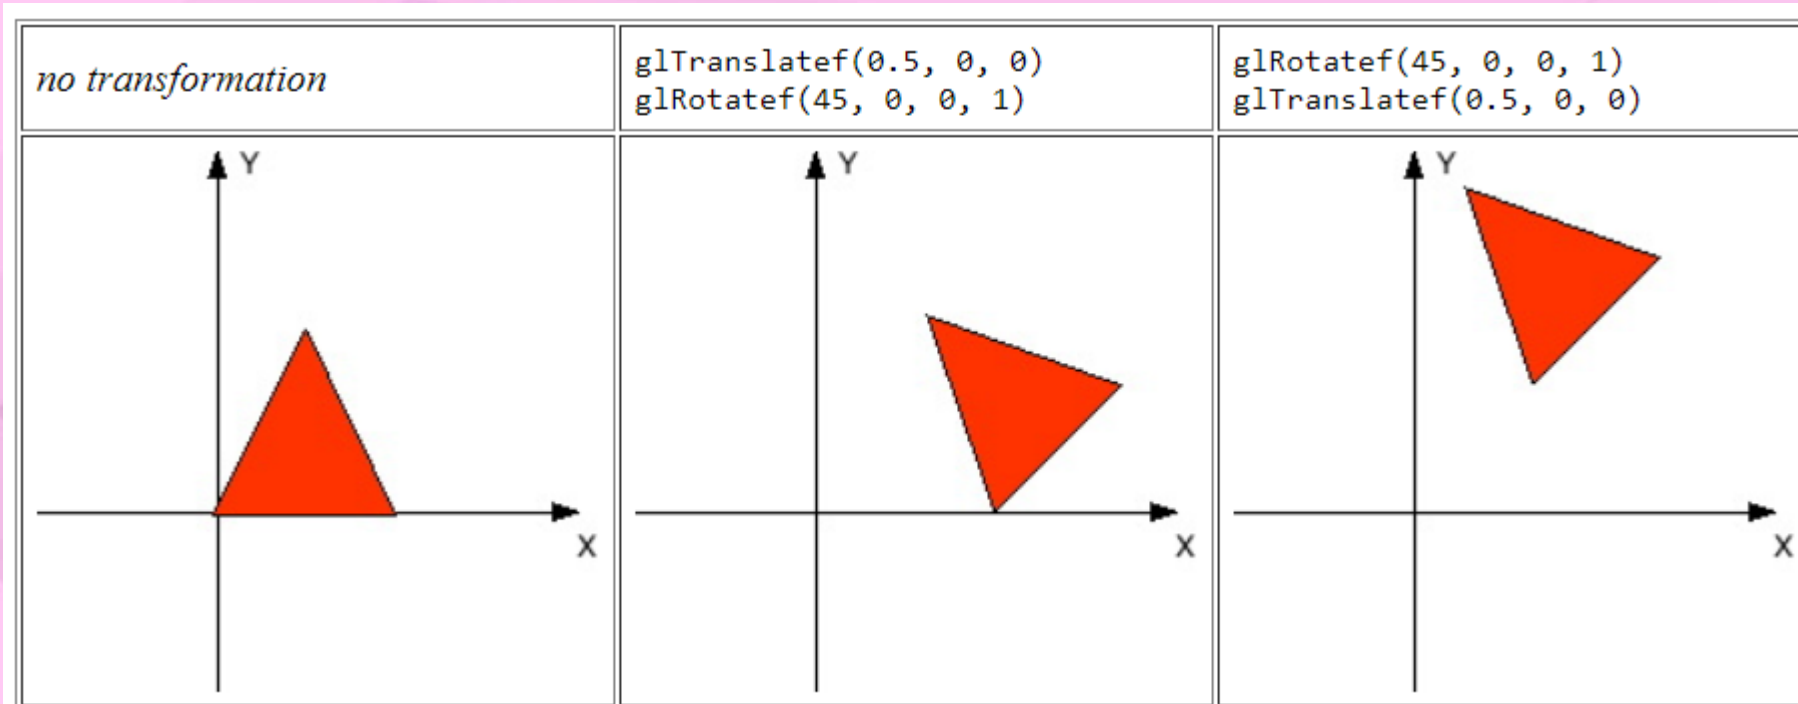 no transformation
glTranslatef(0.5, 0, 0)
glRotatef(45, 0, 0, 1)
glRotatef(45, 0, 0, 1)
glTranslatef(0.5, 0, 0)
Y
X
Y
X
Y
X